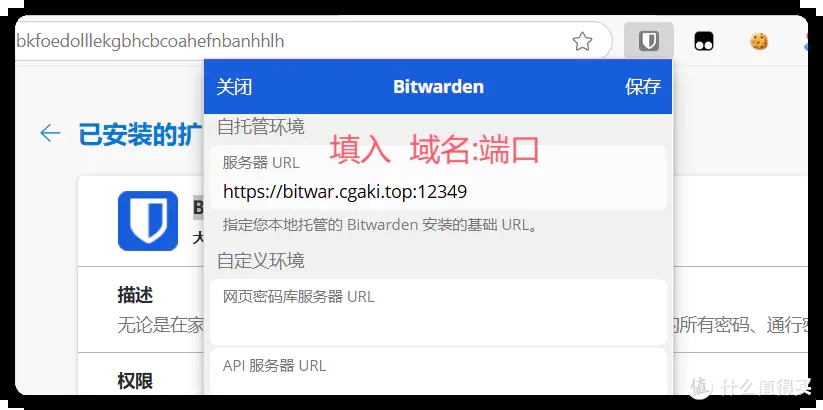 bkfoedolllekgbhcbcoahefnbanhhlh
关闭 Bitwarden 保存
已安装的扩
自托管环境
填入 域名:端口
服务器 URL
https://bitwar.cgaki.top:12349
指定您本地托管的 Bitwarden 安装的基础 URL。
自定义环境
描述
网页密码库服务器 URL
无论是在家
的所有密码、通行密
API 服务器 URL
权限
值 什么值得买